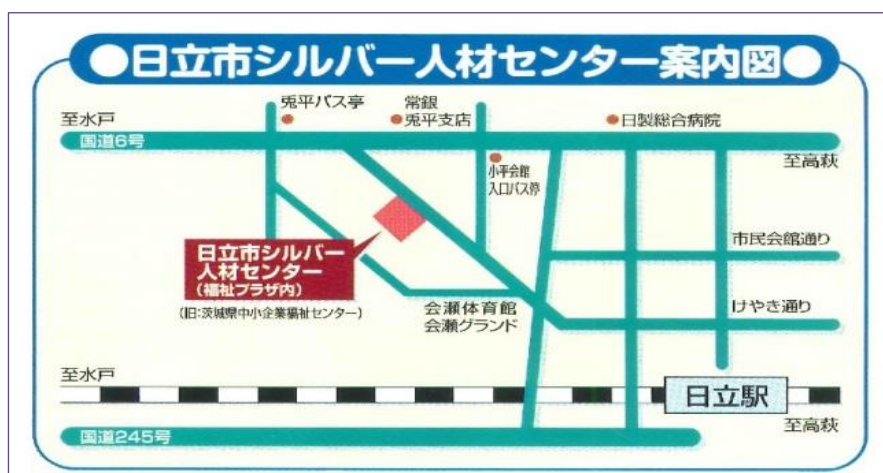 ●日立市シルバー人材センター案内図●
兎平バス亭
常銀
兎平支店
日製総合病院
至水戸
国道6号
至高萩
小平会館
入口バス停
市民会館通り
日立市シルバー
人材センター
(福祉プラザ内)
(旧:茨城県中小企業福祉センター)
会瀬体育館
会瀬グランド
けやき通り
至水戸
日立駅
至高萩
国道245号